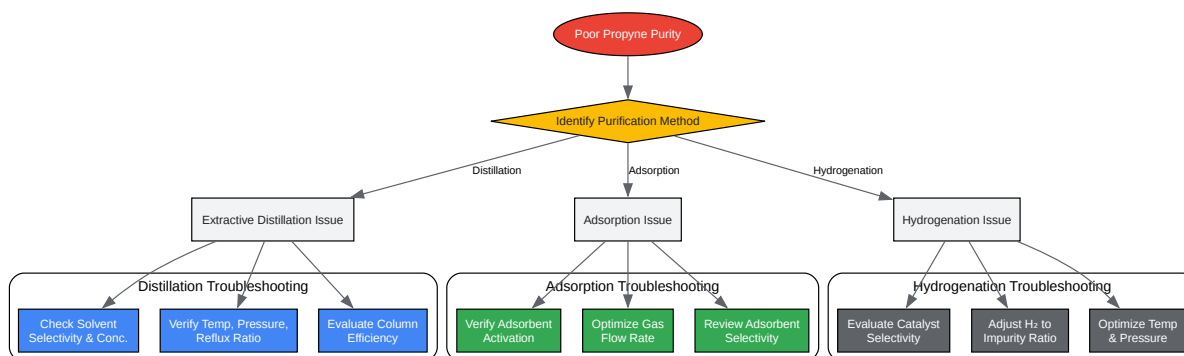 Poor Propyne Purity
Identify Purification Method
Distillation
Adsorption
Hydrogenation
Extractive Distillation Issue
Adsorption Issue
Hydrogenation Issue
Distillation Troubleshooting
Adsorption Troubleshooting
Hydrogenation Troubleshooting
Check Solvent
Selectivity & Conc.
Verify Temp, Pressure,
Reflux Ratio
Evaluate Column
Efficiency
Verify Adsorbent
Activation
Optimize Gas
Flow Rate
Review Adsorbent
Selectivity
Evaluate Catalyst
Selectivity
Adjust H₂ to
Impurity Ratio
Optimize Temp
& Pressure